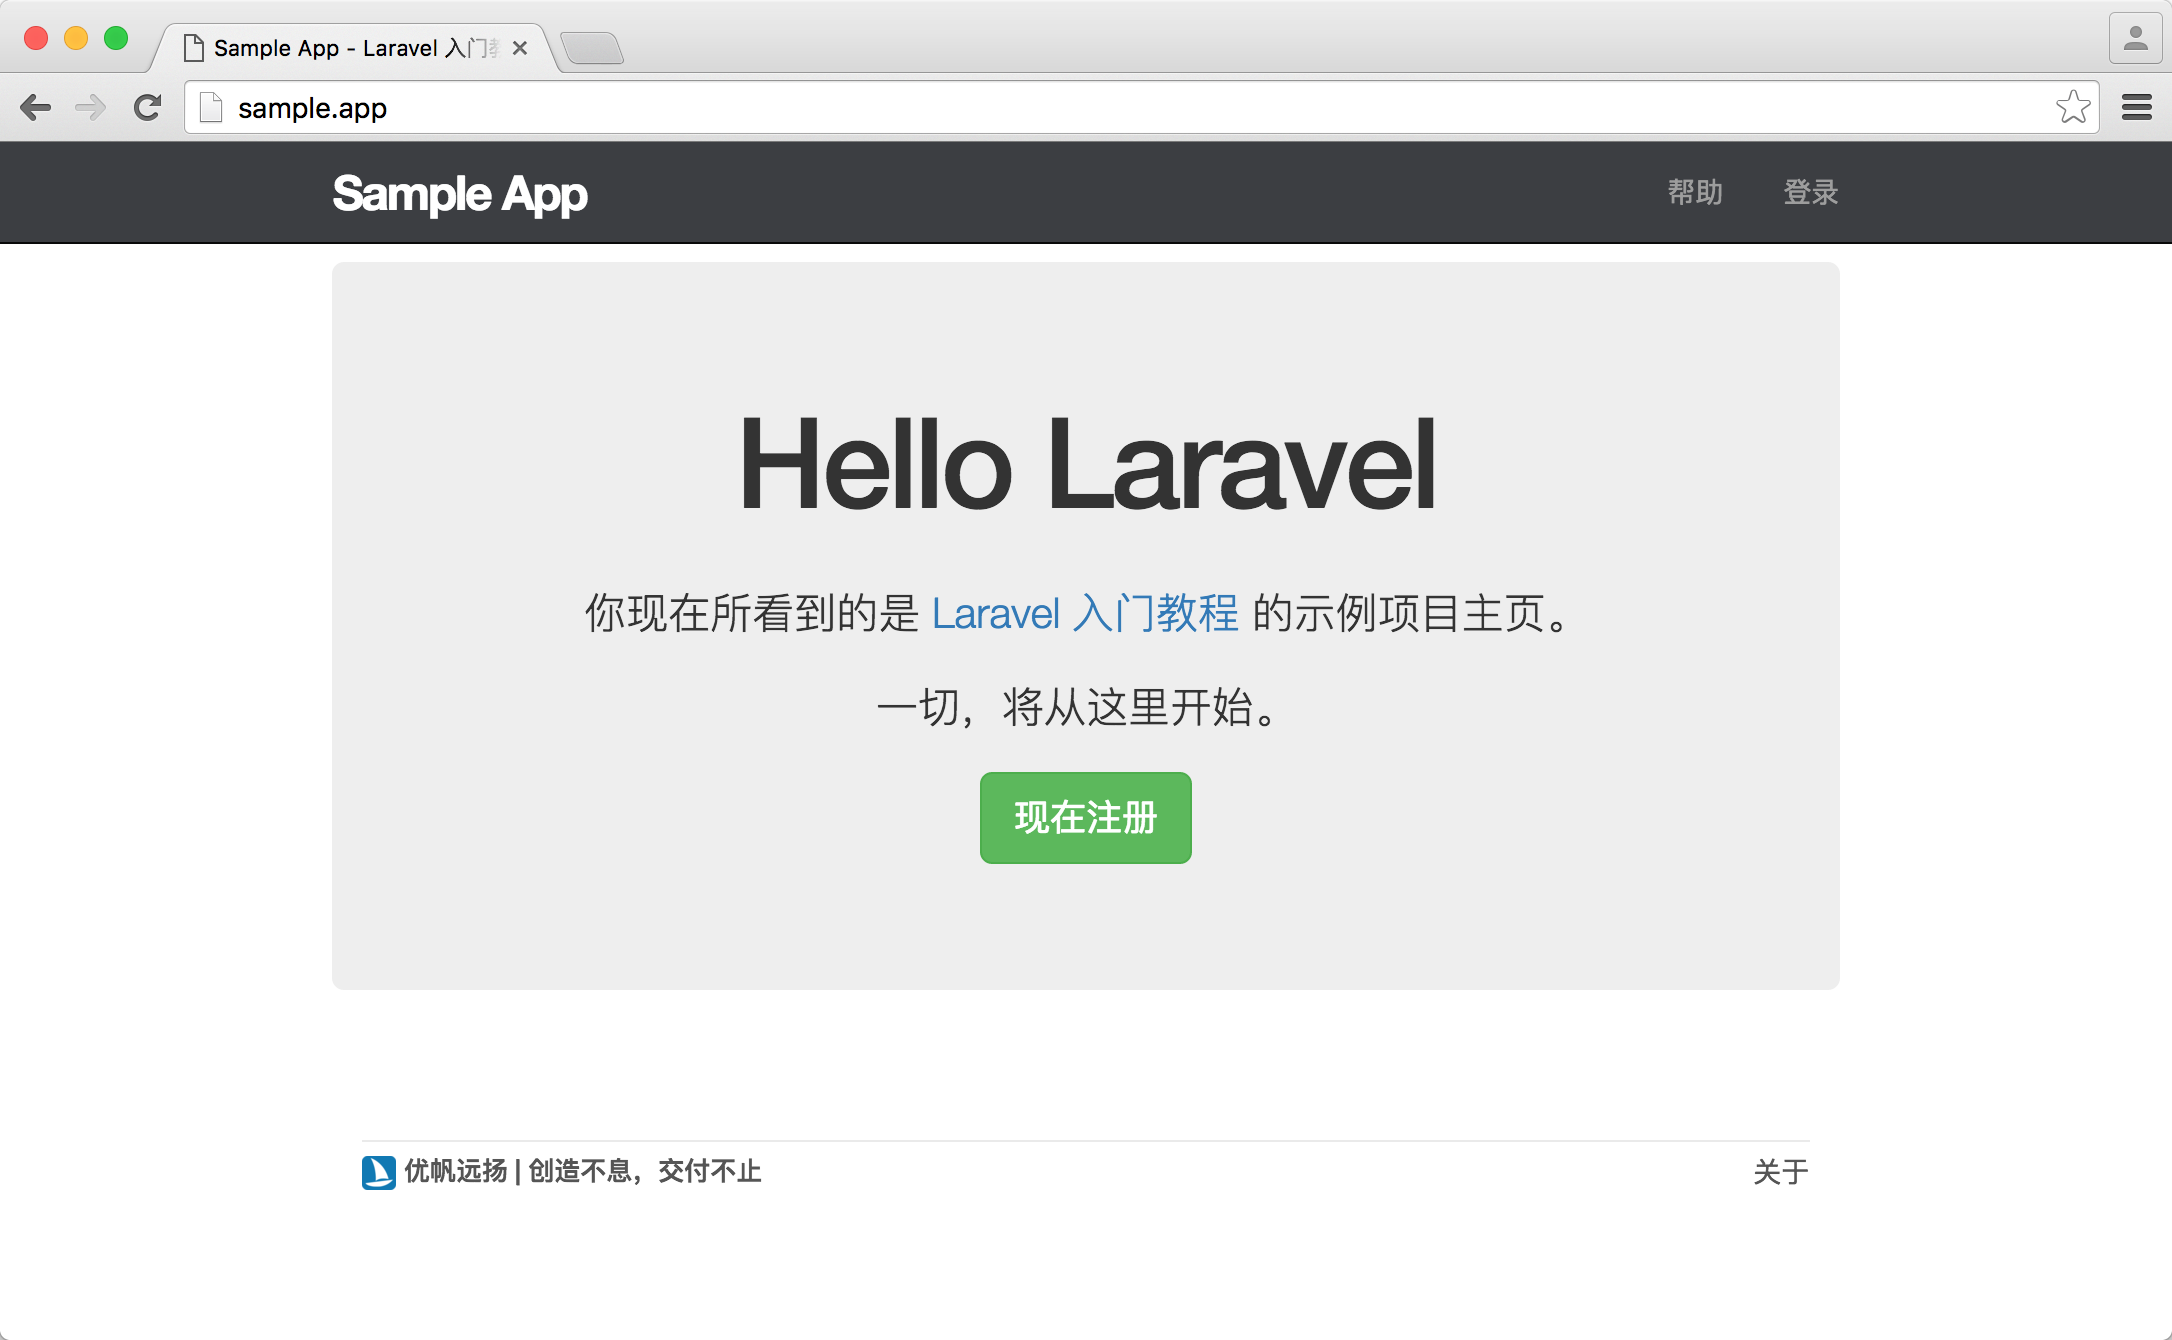 Sample App - Laravel 入门
sample.app
Sample App
帮助 登录
Hello Laravel
你现在所看到的是 Laravel 入门教程 的示例项目主页。
一切，将从这里开始。
现在注册
优帆远扬 | 创造不息，交付不止
关于